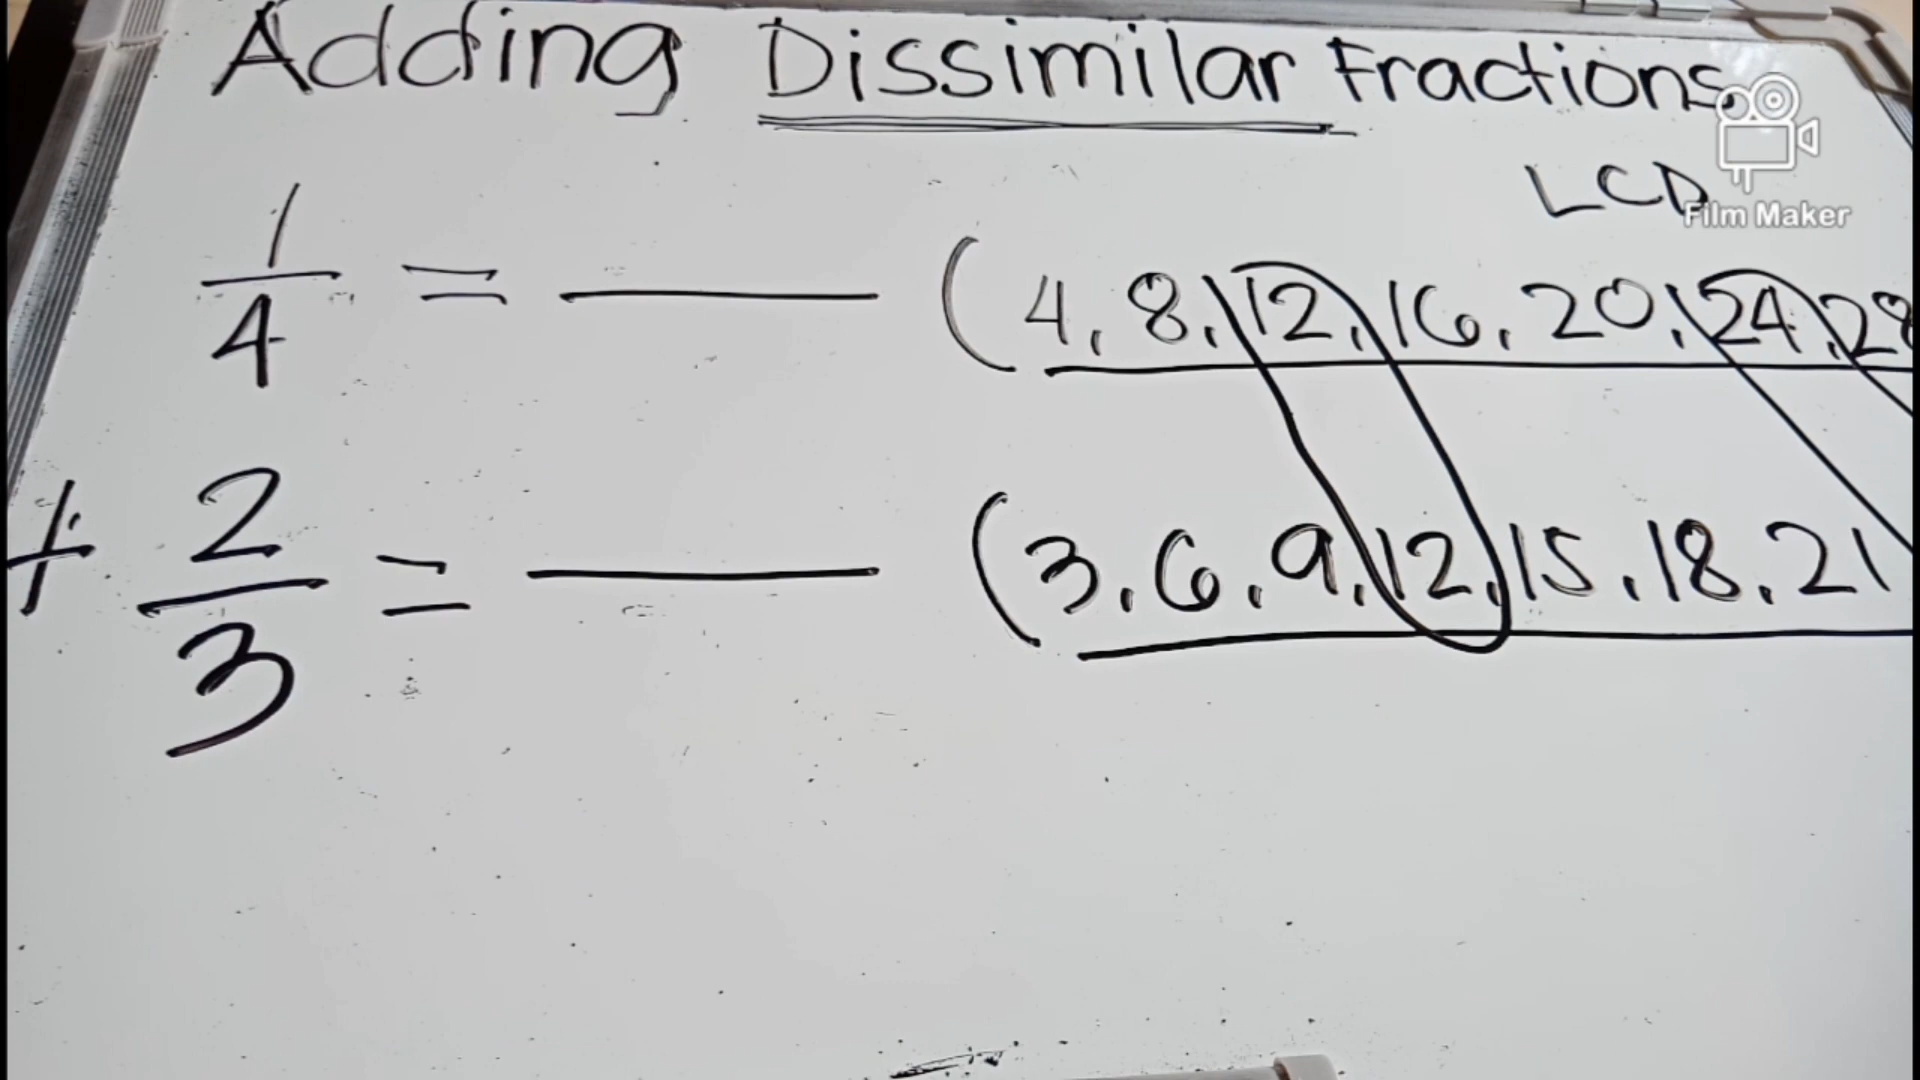 Adding Dissimilar Fractions
LCD
Film Maker
1/4 = ____ (4, 8, 12, 16, 20, 24, 28
+ 2/3 = ____ (3, 6, 9, 12, 15, 18, 21